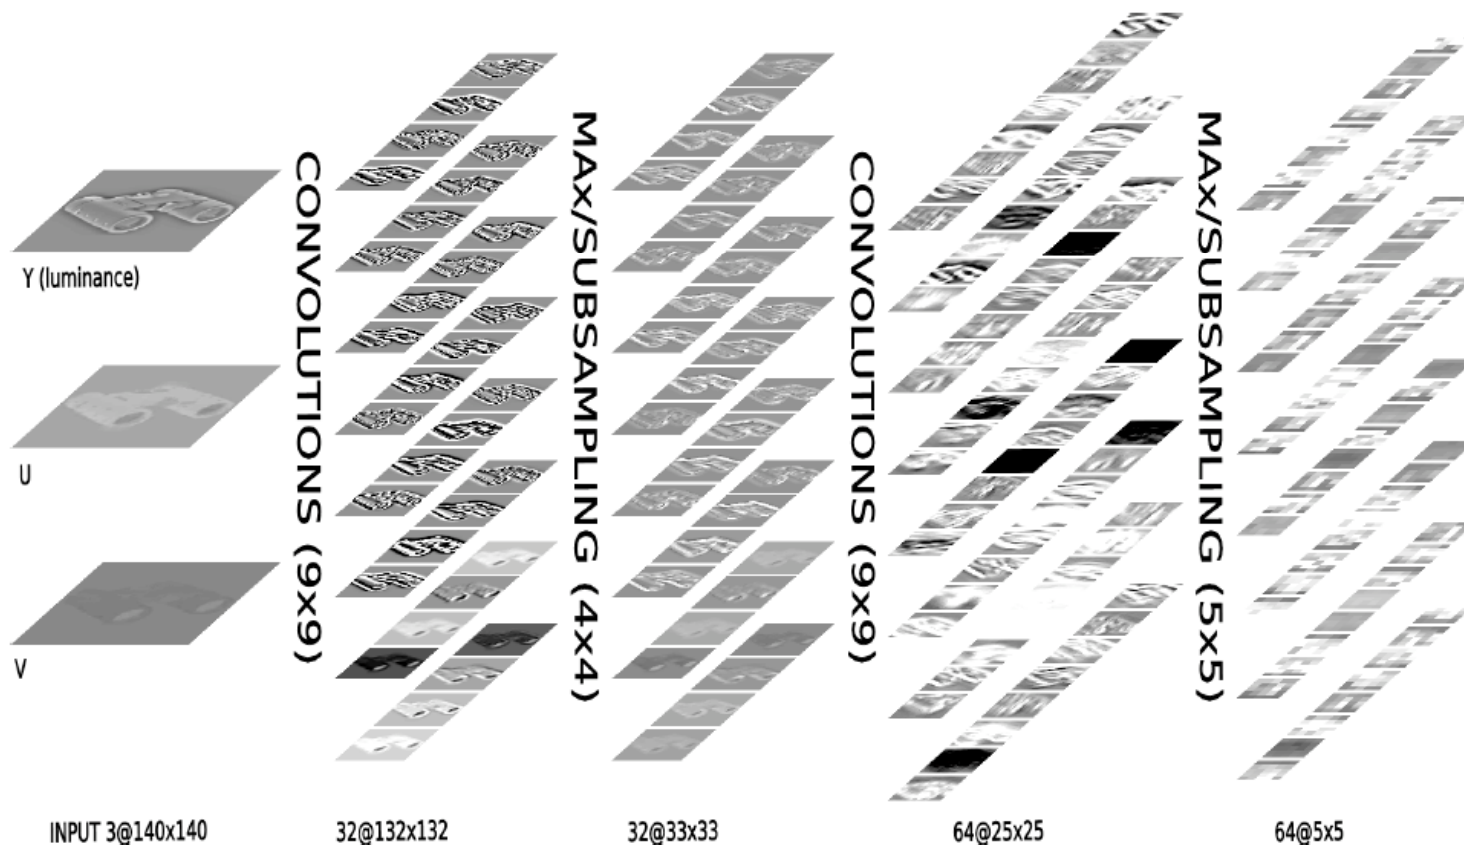 Y (luminance)
U
V
CONVOLUTIONS (9x9)
MAx/SUBSAMPLING (4x4)
CONVOLUTIONS (9x9)
MAx/SUBSAMPLING (5x5)
INPUT 3@140x140
32@132x132
32@33x33
64@25x25
64@5x5